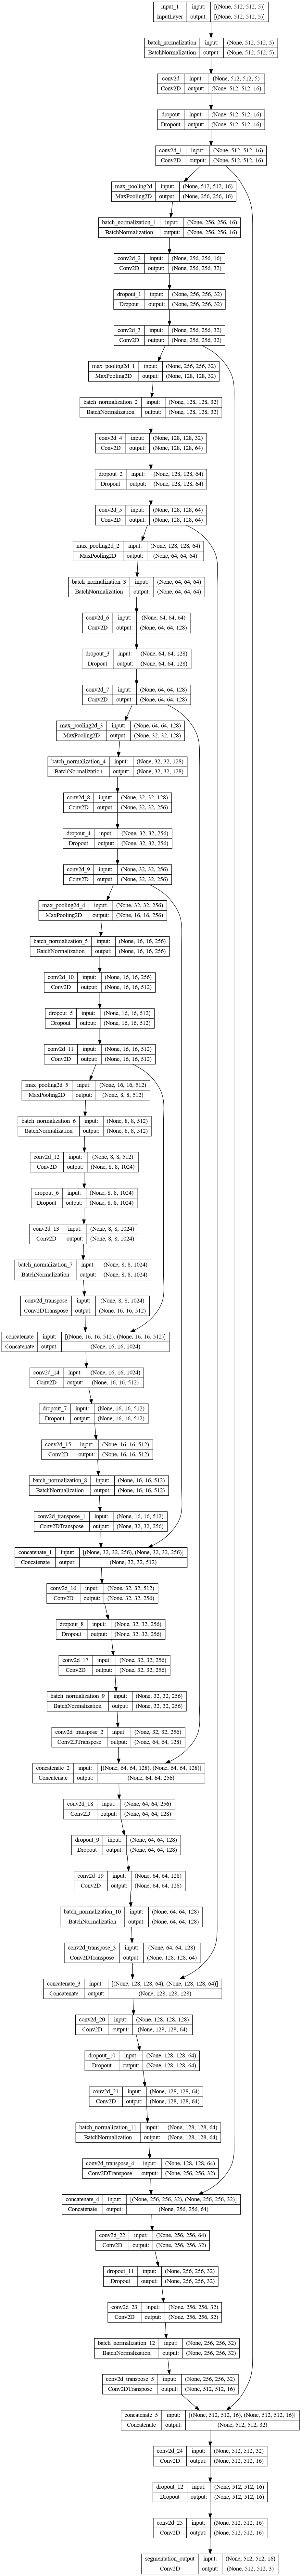 input_1 input: [(None, 512, 512, 5)]
InputLayer output: [(None, 512, 512, 5)]
batch_normalization input: (None, 512, 512, 5)
BatchNormalization output: (None, 512, 512, 5)
conv2d input: (None, 512, 512, 5)
Conv2D output: (None, 512, 512, 16)
dropout input: (None, 512, 512, 16)
Dropout output: (None, 512, 512, 16)
conv2d_1 input: (None, 512, 512, 16)
Conv2D output: (None, 512, 512, 16)
max_pooling2d input: (None, 512, 512, 16)
MaxPooling2D output: (None, 256, 256, 16)
batch_normalization_1 input: (None, 256, 256, 16)
BatchNormalization output: (None, 256, 256, 16)
conv2d_2 input: (None, 256, 256, 16)
Conv2D output: (None, 256, 256, 32)
dropout_1 input: (None, 256, 256, 32)
Dropout output: (None, 256, 256, 32)
conv2d_3 input: (None, 256, 256, 32)
Conv2D output: (None, 256, 256, 32)
max_pooling2d_1 input: (None, 256, 256, 32)
MaxPooling2D output: (None, 128, 128, 32)
batch_normalization_2 input: (None, 128, 128, 32)
BatchNormalization output: (None, 128, 128, 32)
conv2d_4 input: (None, 128, 128, 32)
Conv2D output: (None, 128, 128, 64)
dropout_2 input: (None, 128, 128, 64)
Dropout output: (None, 128, 128, 64)
conv2d_5 input: (None, 128, 128, 64)
Conv2D output: (None, 128, 128, 64)
max_pooling2d_2 input: (None, 128, 128, 64)
MaxPooling2D output: (None, 64, 64, 64)
batch_normalization_3 input: (None, 64, 64, 64)
BatchNormalization output: (None, 64, 64, 64)
conv2d_6 input: (None, 64, 64, 64)
Conv2D output: (None, 64, 64, 128)
dropout_3 input: (None, 64, 64, 128)
Dropout output: (None, 64, 64, 128)
conv2d_7 input: (None, 64, 64, 128)
Conv2D output: (None, 64, 64, 128)
max_pooling2d_3 input: (None, 64, 64, 128)
MaxPooling2D output: (None, 32, 32, 128)
batch_normalization_4 input: (None, 32, 32, 128)
BatchNormalization output: (None, 32, 32, 128)
conv2d_8 input: (None, 32, 32, 128)
Conv2D output: (None, 32, 32, 256)
dropout_4 input: (None, 32, 32, 256)
Dropout output: (None, 32, 32, 256)
conv2d_9 input: (None, 32, 32, 256)
Conv2D output: (None, 32, 32, 256)
max_pooling2d_4 input: (None, 32, 32, 256)
MaxPooling2D output: (None, 16, 16, 256)
batch_normalization_5 input: (None, 16, 16, 256)
BatchNormalization output: (None, 16, 16, 256)
conv2d_10 input: (None, 16, 16, 256)
Conv2D output: (None, 16, 16, 512)
dropout_5 input: (None, 16, 16, 512)
Dropout output: (None, 16, 16, 512)
conv2d_11 input: (None, 16, 16, 512)
Conv2D output: (None, 16, 16, 512)
max_pooling2d_5 input: (None, 16, 16, 512)
MaxPooling2D output: (None, 8, 8, 512)
batch_normalization_6 input: (None, 8, 8, 512)
BatchNormalization output: (None, 8, 8, 512)
conv2d_12 input: (None, 8, 8, 512)
Conv2D output: (None, 8, 8, 1024)
dropout_6 input: (None, 8, 8, 1024)
Dropout output: (None, 8, 8, 1024)
conv2d_13 input: (None, 8, 8, 1024)
Conv2D output: (None, 8, 8, 1024)
batch_normalization_7 input: (None, 8, 8, 1024)
BatchNormalization output: (None, 8, 8, 1024)
conv2d_transpose input: (None, 8, 8, 1024)
Conv2DTranspose output: (None, 16, 16, 512)
concatenate input: [(None, 16, 16, 512), (None, 16, 16, 512)]
Concatenate output: (None, 16, 16, 1024)
conv2d_14 input: (None, 16, 16, 1024)
Conv2D output: (None, 16, 16, 512)
dropout_7 input: (None, 16, 16, 512)
Dropout output: (None, 16, 16, 512)
conv2d_15 input: (None, 16, 16, 512)
Conv2D output: (None, 16, 16, 512)
batch_normalization_8 input: (None, 16, 16, 512)
BatchNormalization output: (None, 16, 16, 512)
conv2d_transpose_1 input: (None, 16, 16, 512)
Conv2DTranspose output: (None, 32, 32, 256)
concatenate_1 input: [(None, 32, 32, 256), (None, 32, 32, 256)]
Concatenate output: (None, 32, 32, 512)
conv2d_16 input: (None, 32, 32, 512)
Conv2D output: (None, 32, 32, 256)
dropout_8 input: (None, 32, 32, 256)
Dropout output: (None, 32, 32, 256)
conv2d_17 input: (None, 32, 32, 256)
Conv2D output: (None, 32, 32, 256)
batch_normalization_9 input: (None, 32, 32, 256)
BatchNormalization output: (None, 32, 32, 256)
conv2d_transpose_2 input: (None, 32, 32, 256)
Conv2DTranspose output: (None, 64, 64, 128)
concatenate_2 input: [(None, 64, 64, 128), (None, 64, 64, 128)]
Concatenate output: (None, 64, 64, 256)
conv2d_18 input: (None, 64, 64, 256)
Conv2D output: (None, 64, 64, 128)
dropout_9 input: (None, 64, 64, 128)
Dropout output: (None, 64, 64, 128)
conv2d_19 input: (None, 64, 64, 128)
Conv2D output: (None, 64, 64, 128)
batch_normalization_10 input: (None, 64, 64, 128)
BatchNormalization output: (None, 64, 64, 128)
conv2d_transpose_3 input: (None, 64, 64, 128)
Conv2DTranspose output: (None, 128, 128, 64)
concatenate_3 input: [(None, 128, 128, 64), (None, 128, 128, 64)]
Concatenate output: (None, 128, 128, 128)
conv2d_20 input: (None, 128, 128, 128)
Conv2D output: (None, 128, 128, 64)
dropout_10 input: (None, 128, 128, 64)
Dropout output: (None, 128, 128, 64)
conv2d_21 input: (None, 128, 128, 64)
Conv2D output: (None, 128, 128, 64)
batch_normalization_11 input: (None, 128, 128, 64)
BatchNormalization output: (None, 128, 128, 64)
conv2d_transpose_4 input: (None, 128, 128, 64)
Conv2DTranspose output: (None, 256, 256, 32)
concatenate_4 input: [(None, 256, 256, 32), (None, 256, 256, 32)]
Concatenate output: (None, 256, 256, 64)
conv2d_22 input: (None, 256, 256, 64)
Conv2D output: (None, 256, 256, 32)
dropout_11 input: (None, 256, 256, 32)
Dropout output: (None, 256, 256, 32)
conv2d_23 input: (None, 256, 256, 32)
Conv2D output: (None, 256, 256, 32)
batch_normalization_12 input: (None, 256, 256, 32)
BatchNormalization output: (None, 256, 256, 32)
conv2d_transpose_5 input: (None, 256, 256, 32)
Conv2DTranspose output: (None, 512, 512, 16)
concatenate_5 input: [(None, 512, 512, 16), (None, 512, 512, 16)]
Concatenate output: (None, 512, 512, 32)
conv2d_24 input: (None, 512, 512, 32)
Conv2D output: (None, 512, 512, 16)
dropout_12 input: (None, 512, 512, 16)
Dropout output: (None, 512, 512, 16)
conv2d_25 input: (None, 512, 512, 16)
Conv2D output: (None, 512, 512, 16)
segmentation_output input: (None, 512, 512, 16)
Conv2D output: (None, 512, 512, 3)